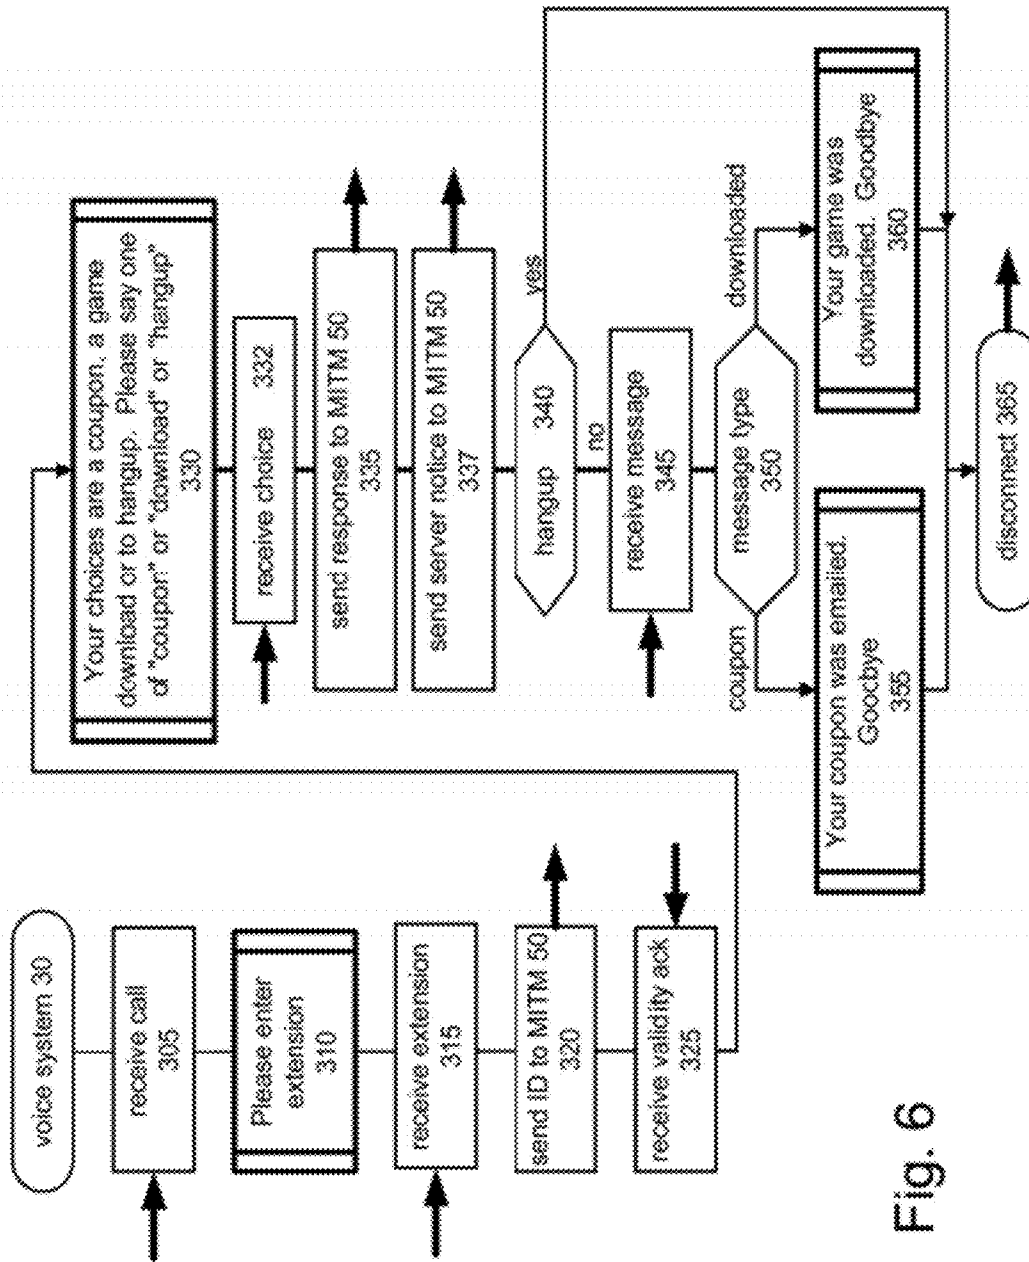 voice system 30
receive call
305
Please enter
extension
310
receive extension
315
send ID to MITM 50
320
receive validity ack
325
Your choices are a coupon, a game
download or to hangup. Please say one
of "coupon" or "download" or "hangup"
330
receive choice 332
send response to MITM 50
335
send server notice to MITM 50
337
hangup 340
yes
no
receive message
345
message type
350
coupon
downloaded
Your coupon was emailed.
Goodbye
355
Your game was
downloaded. Goodbye
360
disconnect 365
Fig. 6